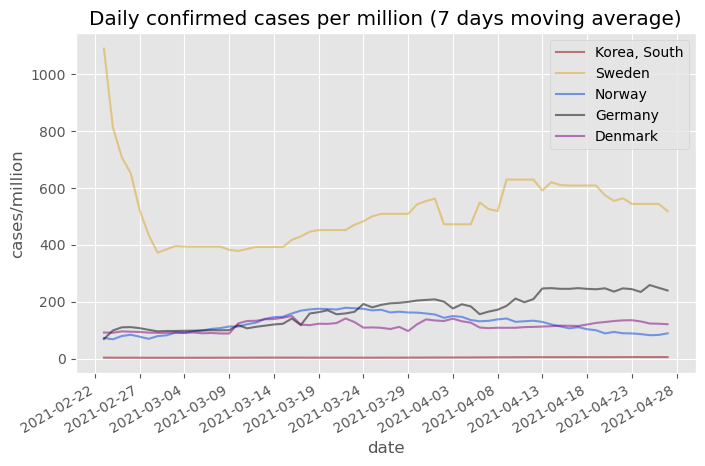 Daily confirmed cases per million (7 days moving average)
Korea, South
Sweden
Norway
Germany
Denmark
1000
800
600
400
200
0
cases/million
2021-02-22
2021-02-27
2021-03-04
2021-03-09
2021-03-14
2021-03-19
2021-03-24
2021-03-29
2021-04-03
2021-04-08
2021-04-13
2021-04-18
2021-04-23
2021-04-28
date